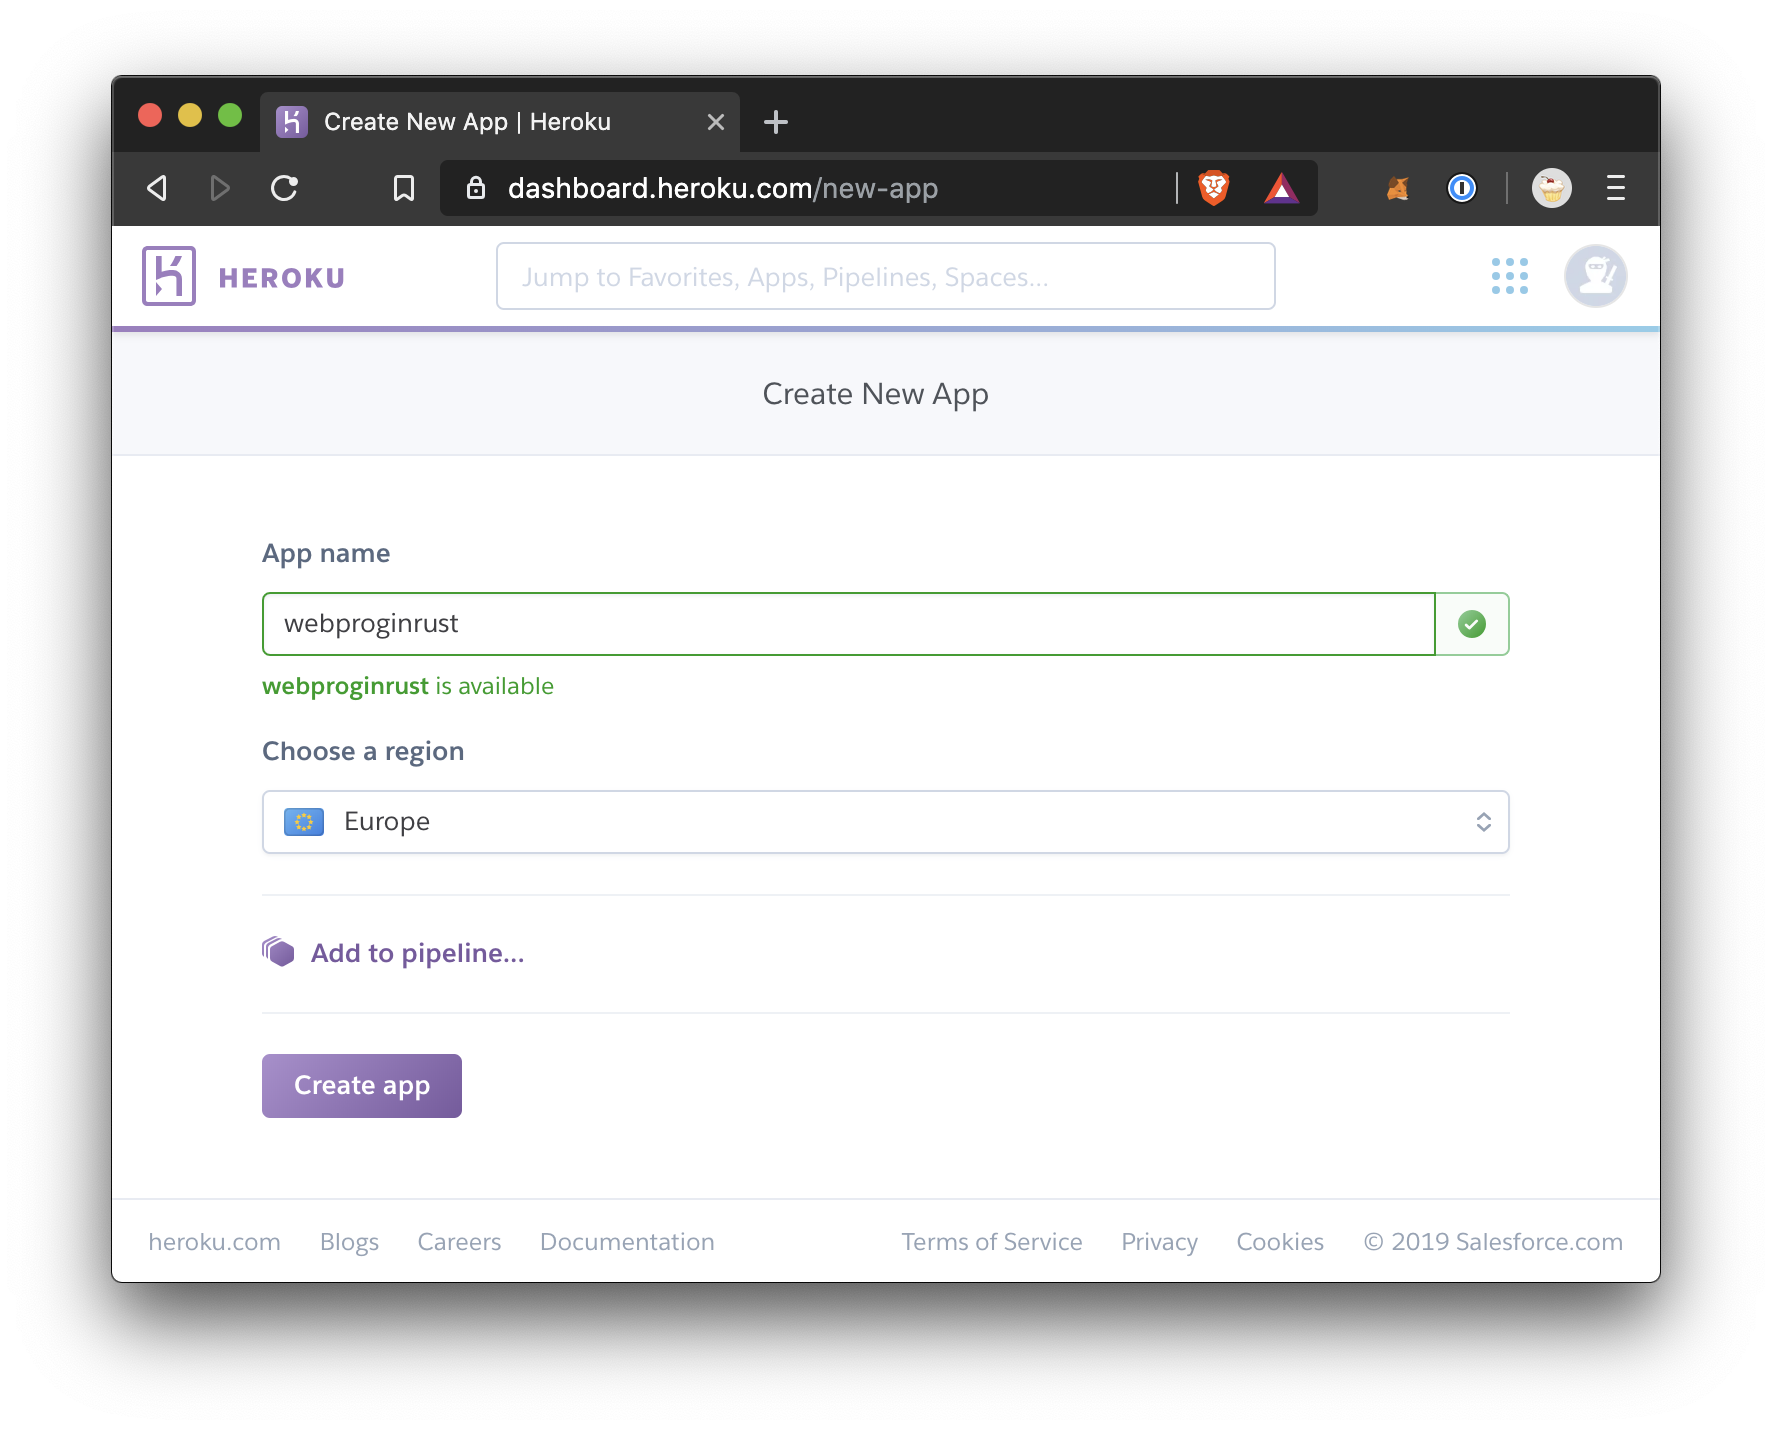 Create New App | Heroku
dashboard.heroku.com/new-app
HEROKU
Jump to Favorites, Apps, Pipelines, Spaces...
Create New App
App name
webproginrust
webproginrust is available
Choose a region
Europe
Add to pipeline...
Create app
heroku.com Blogs Careers Documentation Terms of Service Privacy Cookies © 2019 Salesforce.com